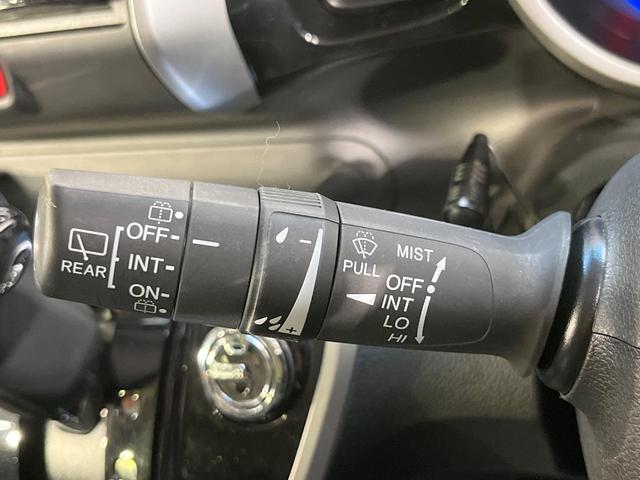 REAR
OFF-
INT-
ON-
PULL
MIST
OFF
INT
LO
HI